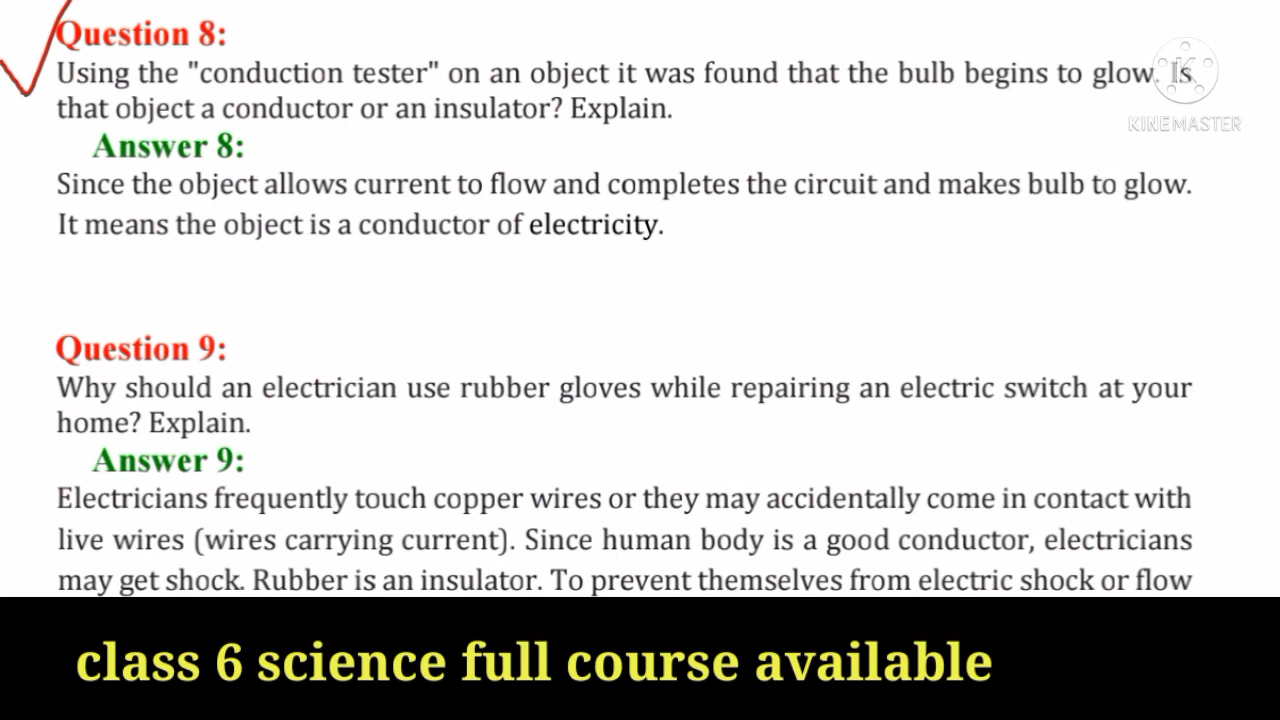 Question 8:
Using the "conduction tester" on an object it was found that the bulb begins to glow. Is
that object a conductor or an insulator? Explain.
KINEMASTER
Answer 8:
Since the object allows current to flow and completes the circuit and makes bulb to glow.
It means the object is a conductor of electricity.
Question 9:
Why should an electrician use rubber gloves while repairing an electric switch at your
home? Explain.
Answer 9:
Electricians frequently touch copper wires or they may accidentally come in contact with
live wires (wires carrying current). Since human body is a good conductor, electricians
may get shock. Rubber is an insulator. To prevent themselves from electric shock or flow
class 6 science full course available